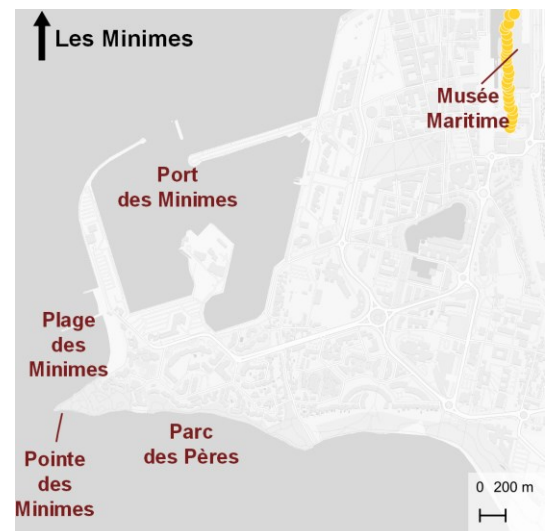 Les Minimes
Musée
Maritime
Port
des Minimes
Plage
des
Minimes
Parc
des Pères
Pointe
des
Minimes
0 200 m